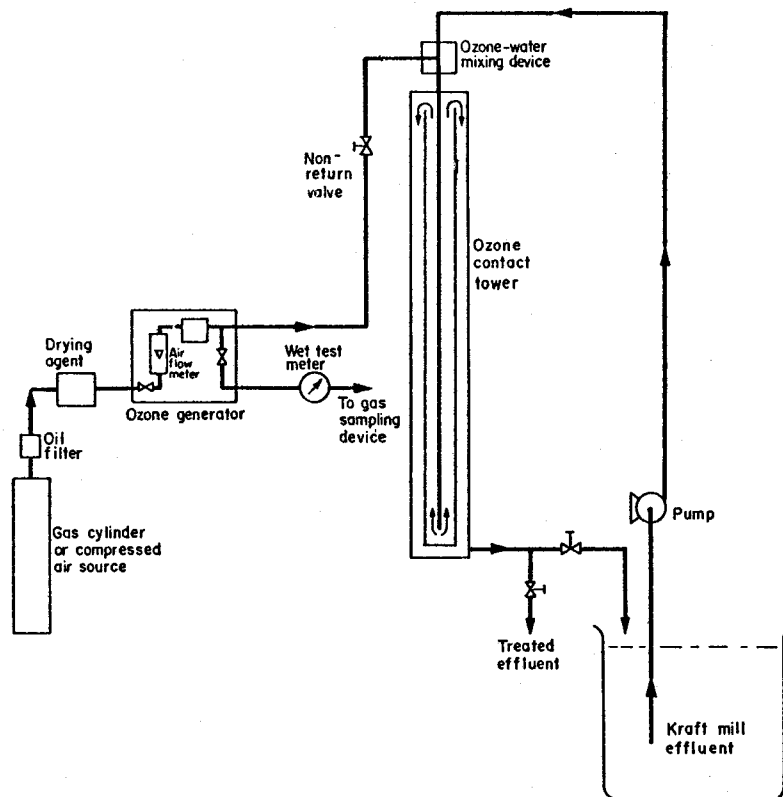 Ozone-water
mixing device
Non-
return
valve
Ozone
contact
tower
Drying
agent
Air
flow
meter
Wet test
meter
Ozone generator
To gas
sampling
device
Oil
filter
Gas cylinder
or compressed
air source
Pump
Treated
effluent
Kraft mill
effluent